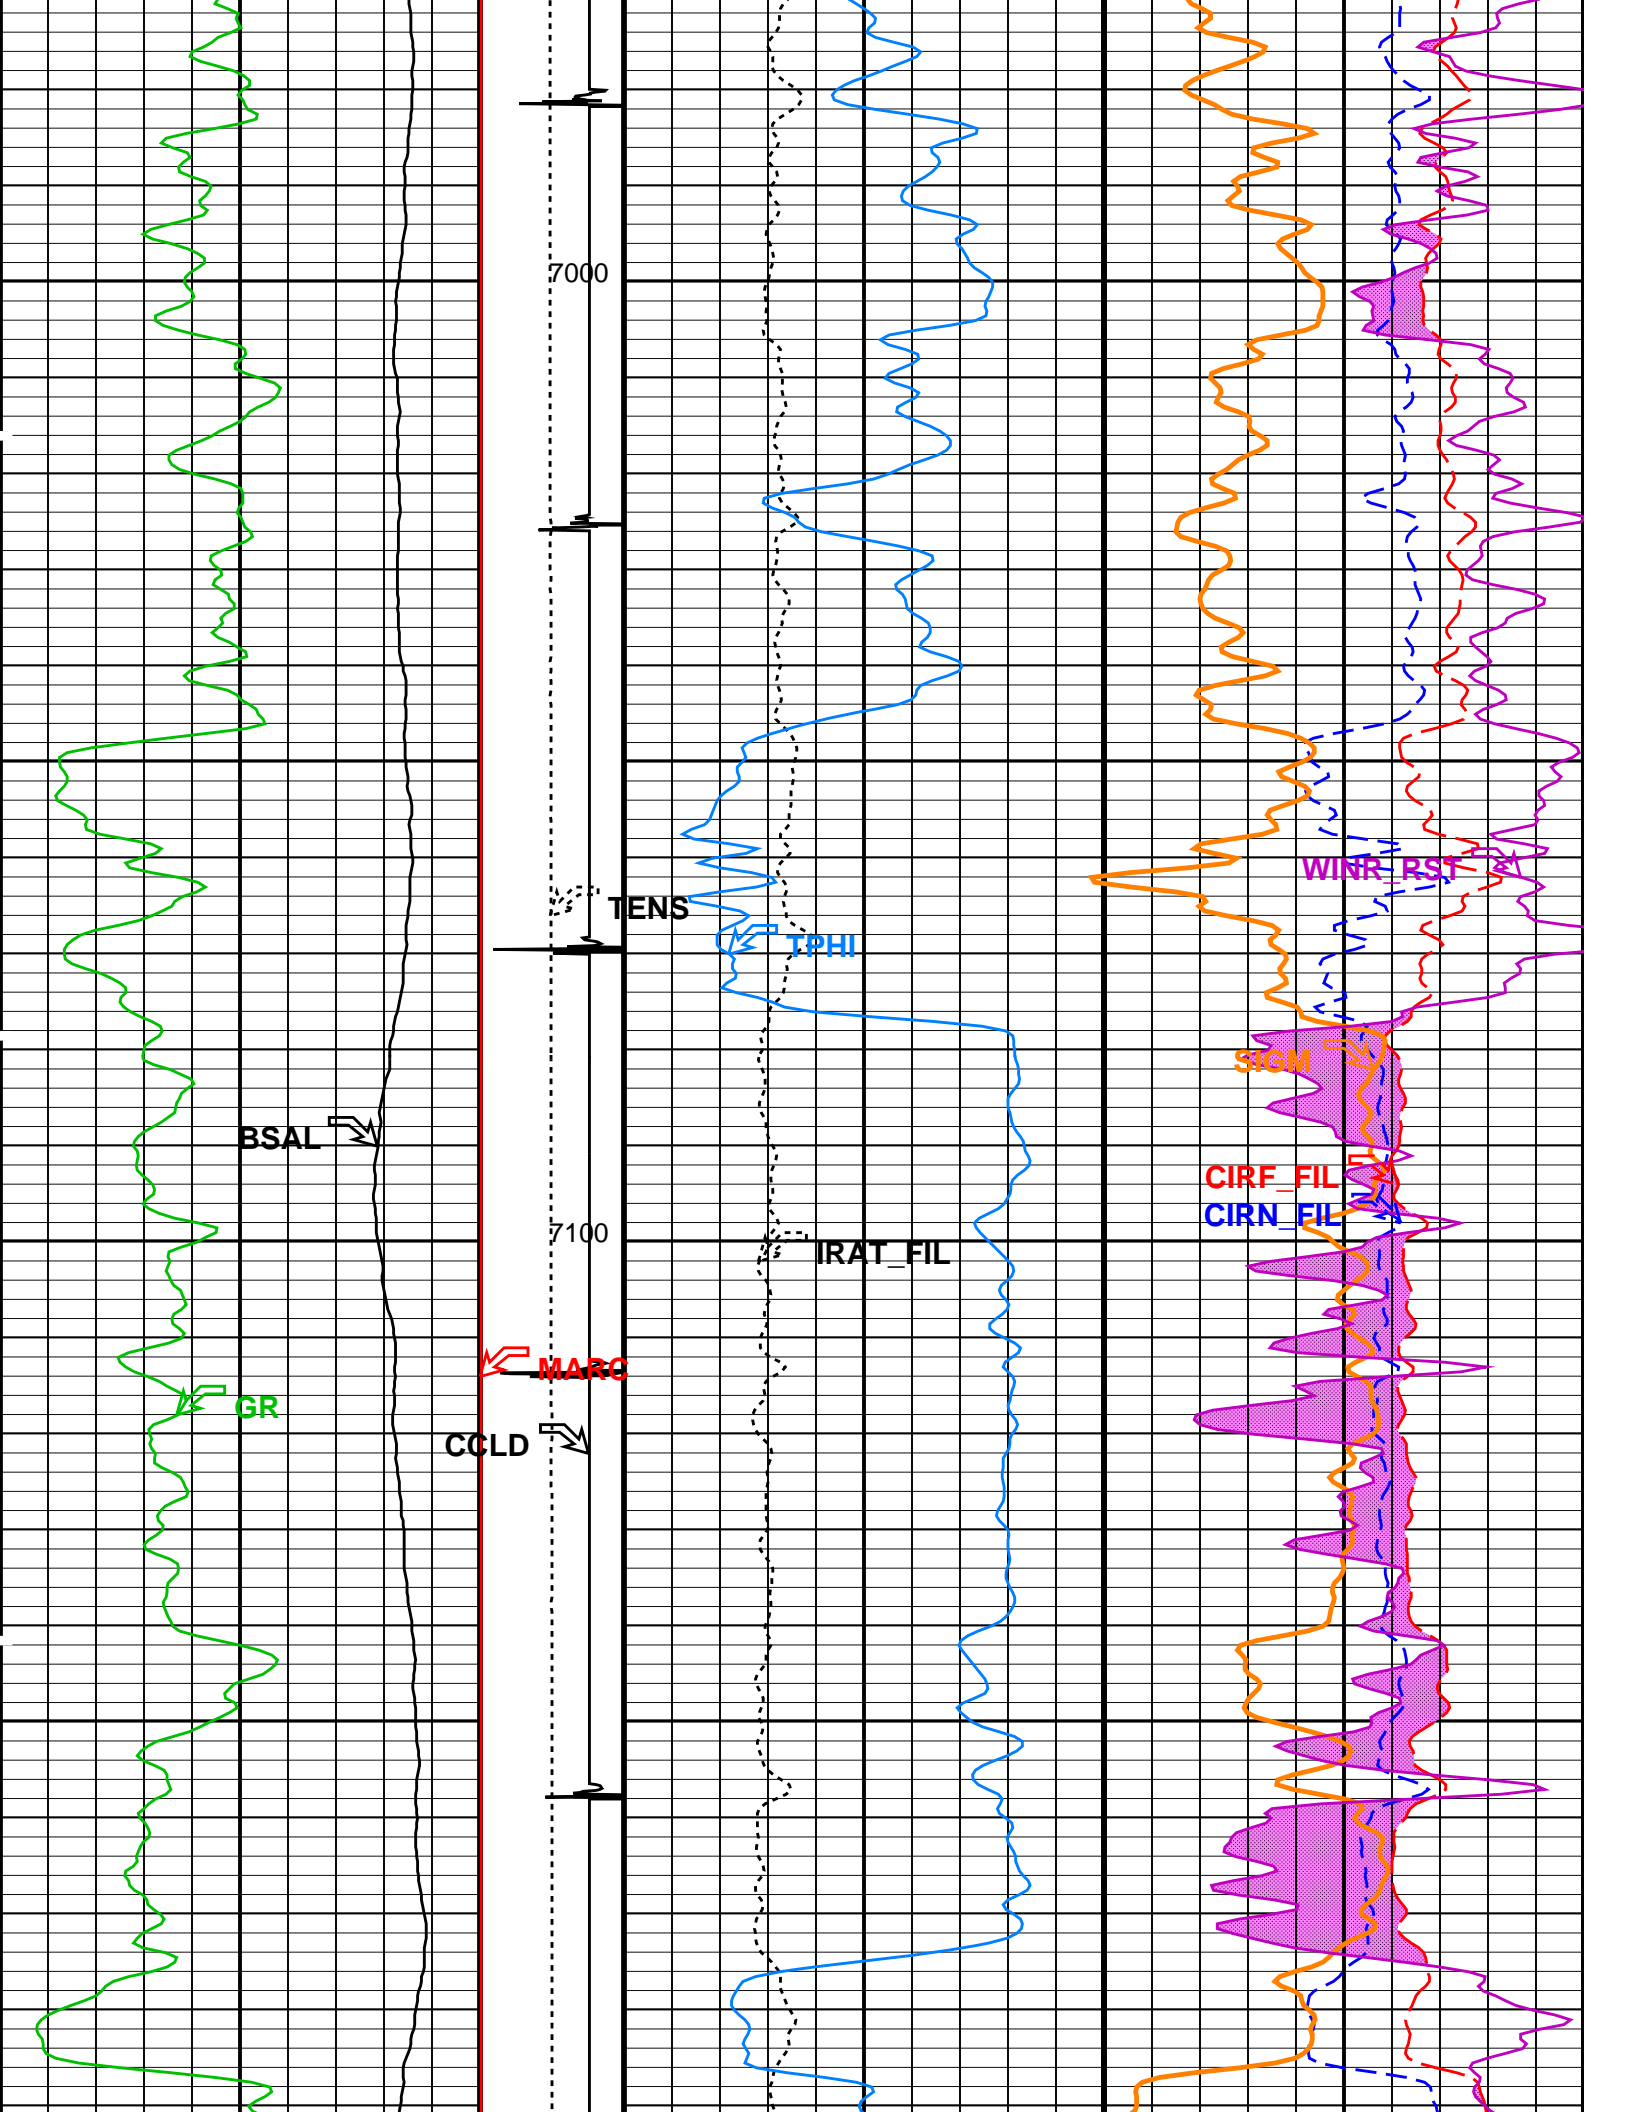 7000
WINR_RST
TENS
TPHI
SIGM
BSAL
CIRF_FIL
CIRN_FIL
7100
IRAT_FIL
MARC
GR
CCLD